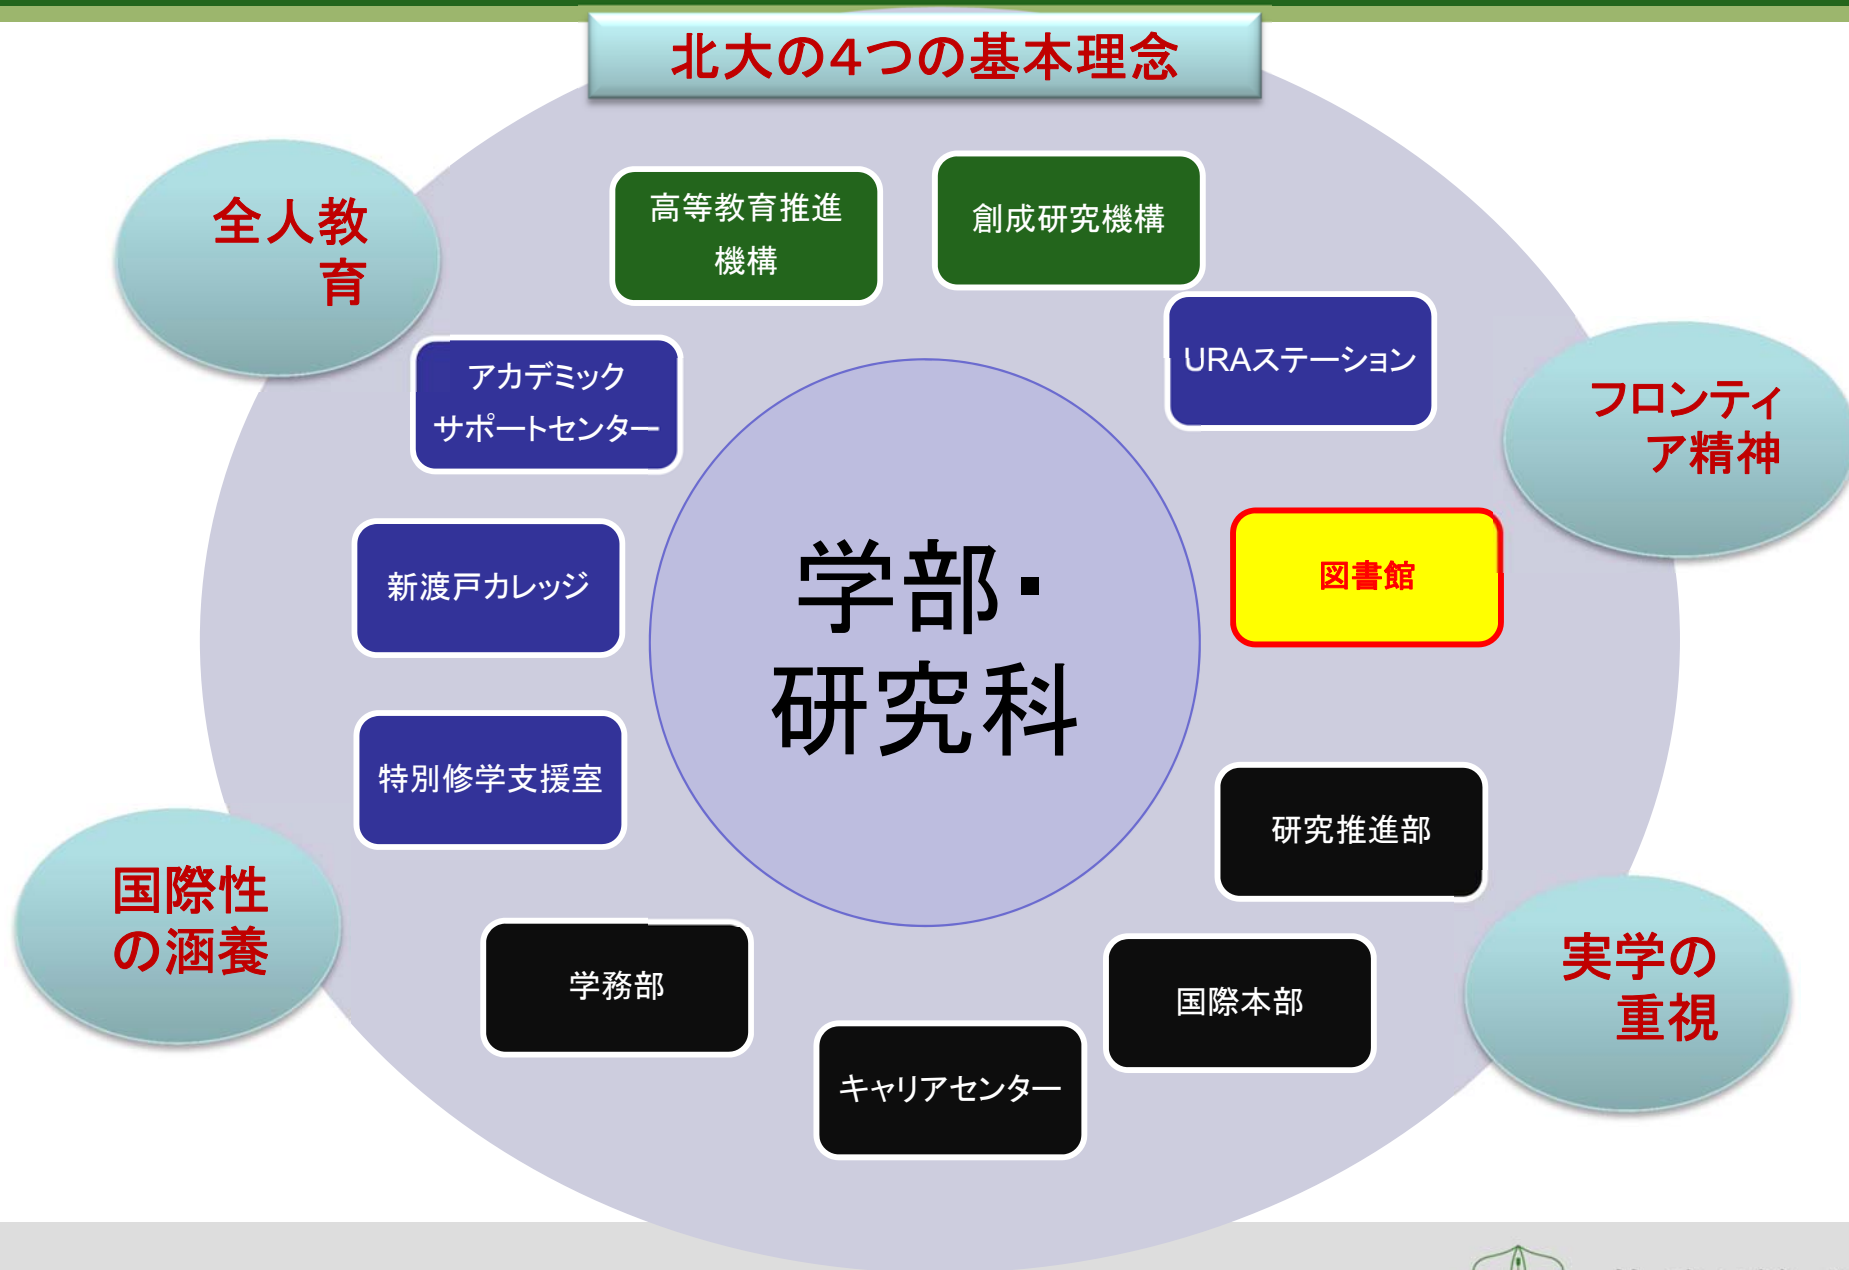 北大の4つの基本理念
全人教
育
高等教育推進
機構
創成研究機構
URAステーション
アカデミック
サポートセンター
フロンティ
ア精神
新渡戸カレッジ
学部・
研究科
図書館
特別修学支援室
研究推進部
国際性
の涵養
学務部
国際本部
実学の
重視
キャリアセンター